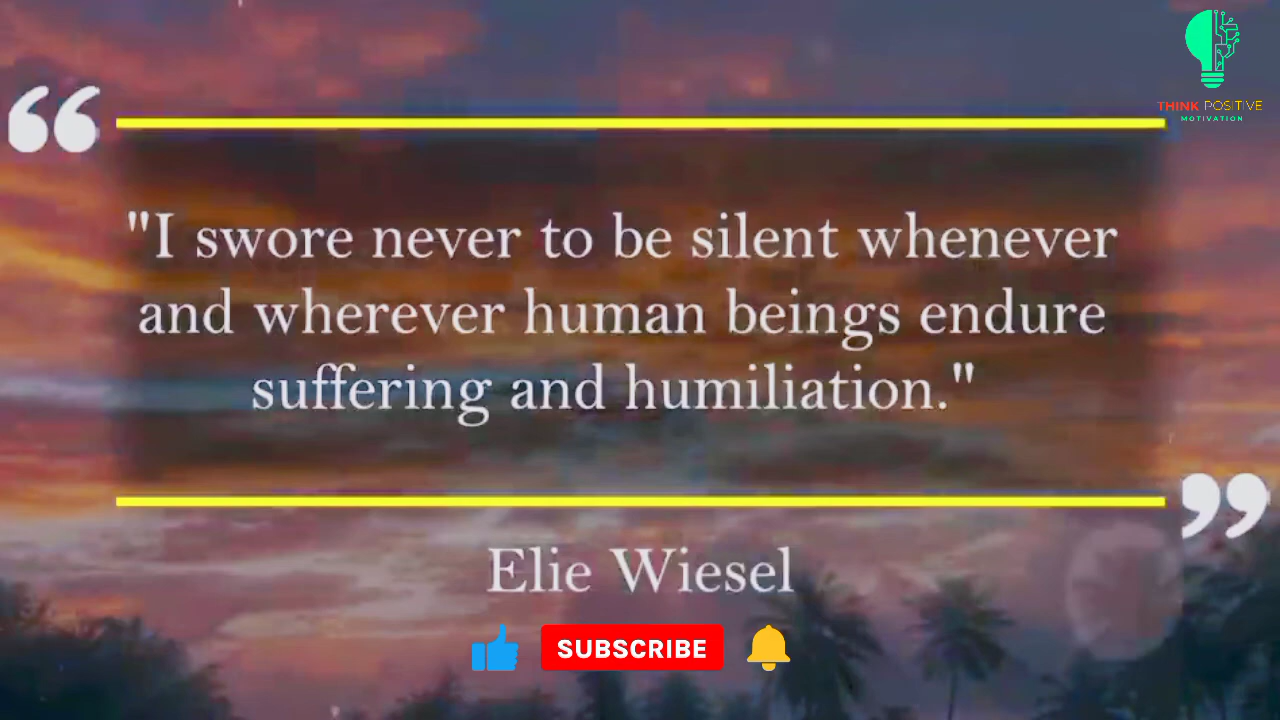 THINK POSITIVE
MOTIVATION
"I swore never to be silent whenever
and wherever human beings endure
suffering and humiliation."
Elie Wiesel
SUBSCRIBE